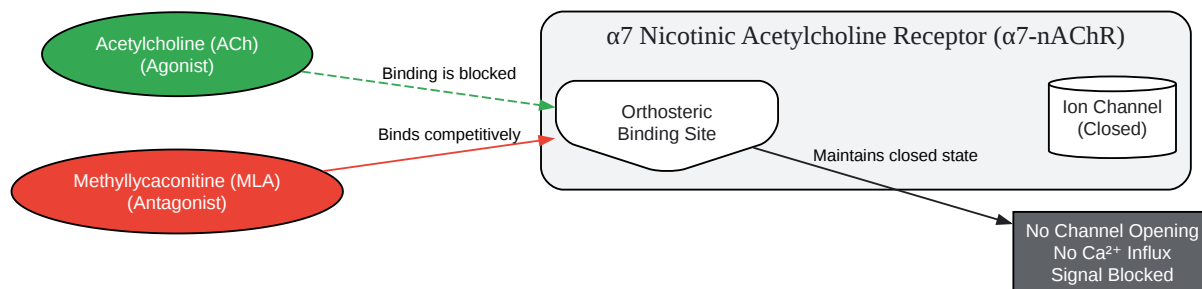 Acetylcholine (ACh)
(Agonist)
Binding is blocked
α7 Nicotinic Acetylcholine Receptor (α7-nAChR)
Orthosteric
Binding Site
Ion Channel
(Closed)
Binds competitively
Methyllycaconitine (MLA)
(Antagonist)
Maintains closed state
No Channel Opening
No Ca²⁺ Influx
Signal Blocked